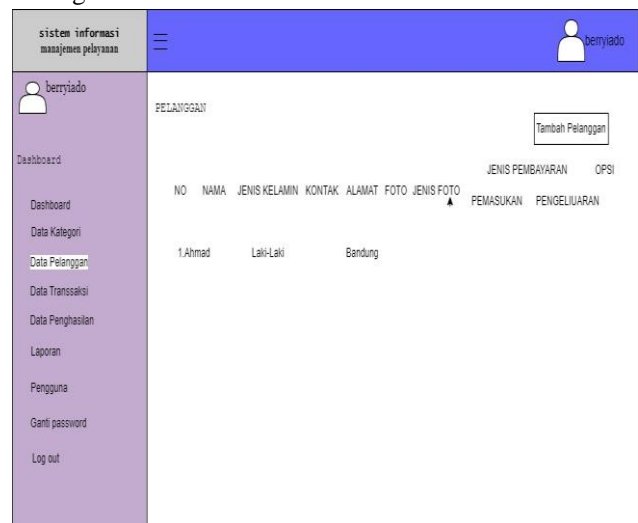 sistem informasi
manajemen pelayanan
berryiado
berryiado
Dashboard
Dashboard
Data Kategori
Data Pelanggan
Data Transsaksi
Data Penghasilan
Laporan
Pengguna
Ganti password
Log out
PELANGGAN
Tambah Pelanggan
JENIS PEMBAYARAN OPSI
NO NAMA JENIS KELAMIN KONTAK ALAMAT FOTO JENIS FOTO
PEMASUKAN PENGELIUARAN
1.Ahmad Laki-Laki Bandung